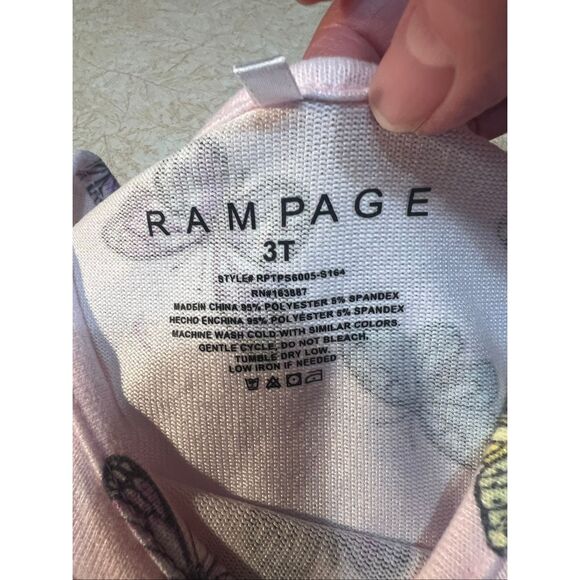 RAMPAGE
3T
STYLE# RPTPS6005-S164
RN#163887
MADEIN CHINA 95% POLYESTER 5% SPANDEX
HECHO ENCHINA 95% POLYESTER 5% SPANDEX
MACHINE WASH COLD WITH SIMILAR COLORS.
GENTLE CYCLE, DO NOT BLEACH.
TUMBLE DRY LOW.
LOW IRON IF NEEDED